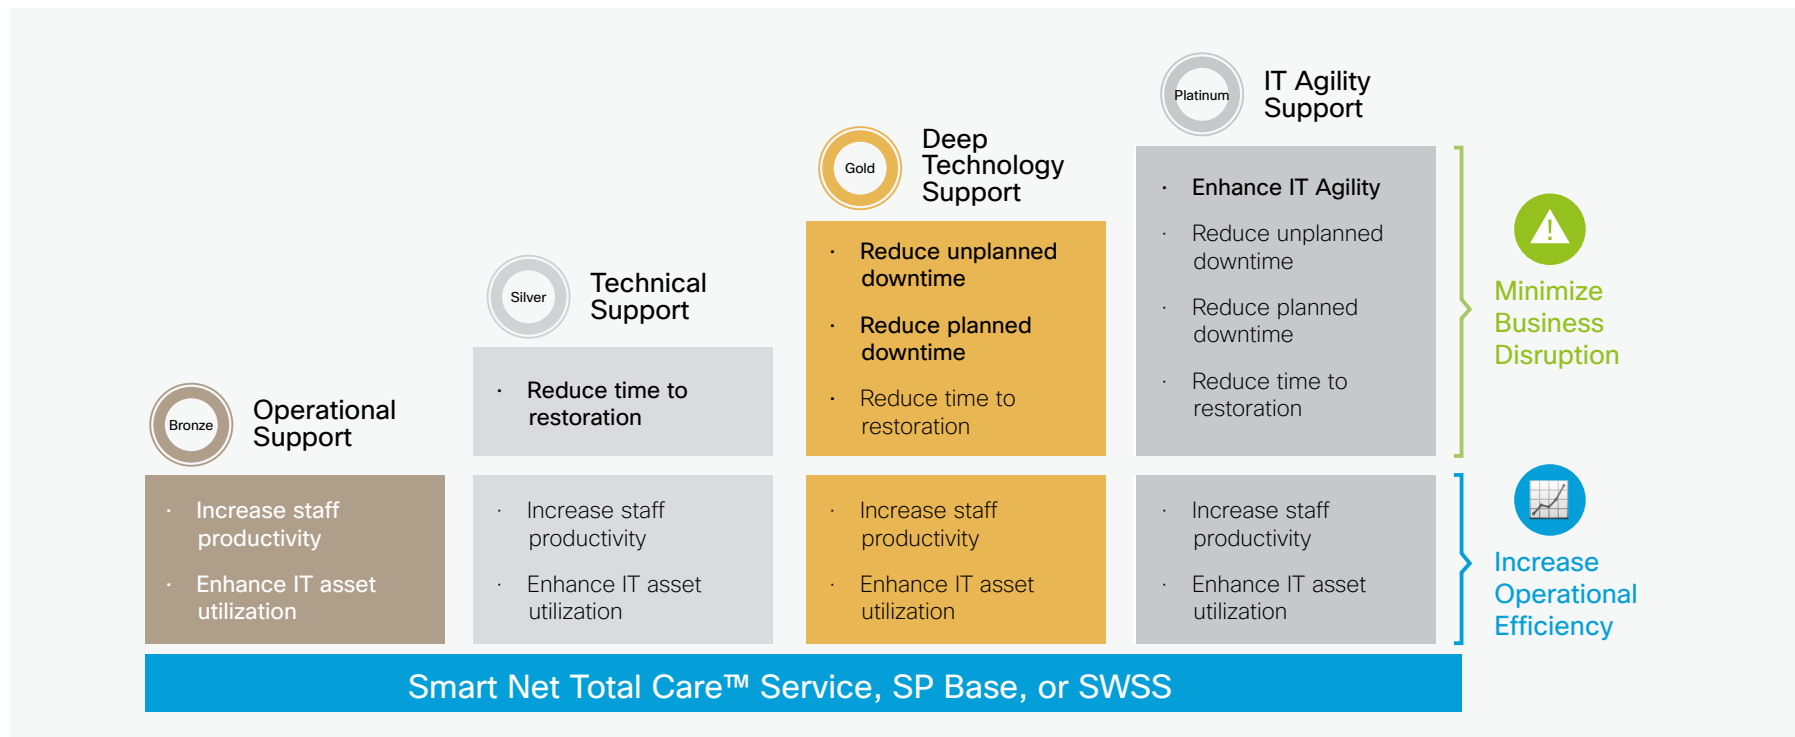 Platinum
IT Agility
Support
· Enhance IT Agility
· Reduce unplanned
downtime
· Reduce planned
downtime
· Reduce time to
restoration
Gold
Deep
Technology
Support
· Reduce unplanned
downtime
· Reduce planned
downtime
· Reduce time to
restoration
Silver
Technical
Support
· Reduce time to
restoration
Bronze
Operational
Support
· Increase staff
productivity
· Enhance IT asset
utilization
· Increase staff
productivity
· Enhance IT asset
utilization
· Increase staff
productivity
· Enhance IT asset
utilization
· Increase staff
productivity
· Enhance IT asset
utilization
Minimize
Business
Disruption
Increase
Operational
Efficiency
Smart Net Total Care™ Service, SP Base, or SWSS